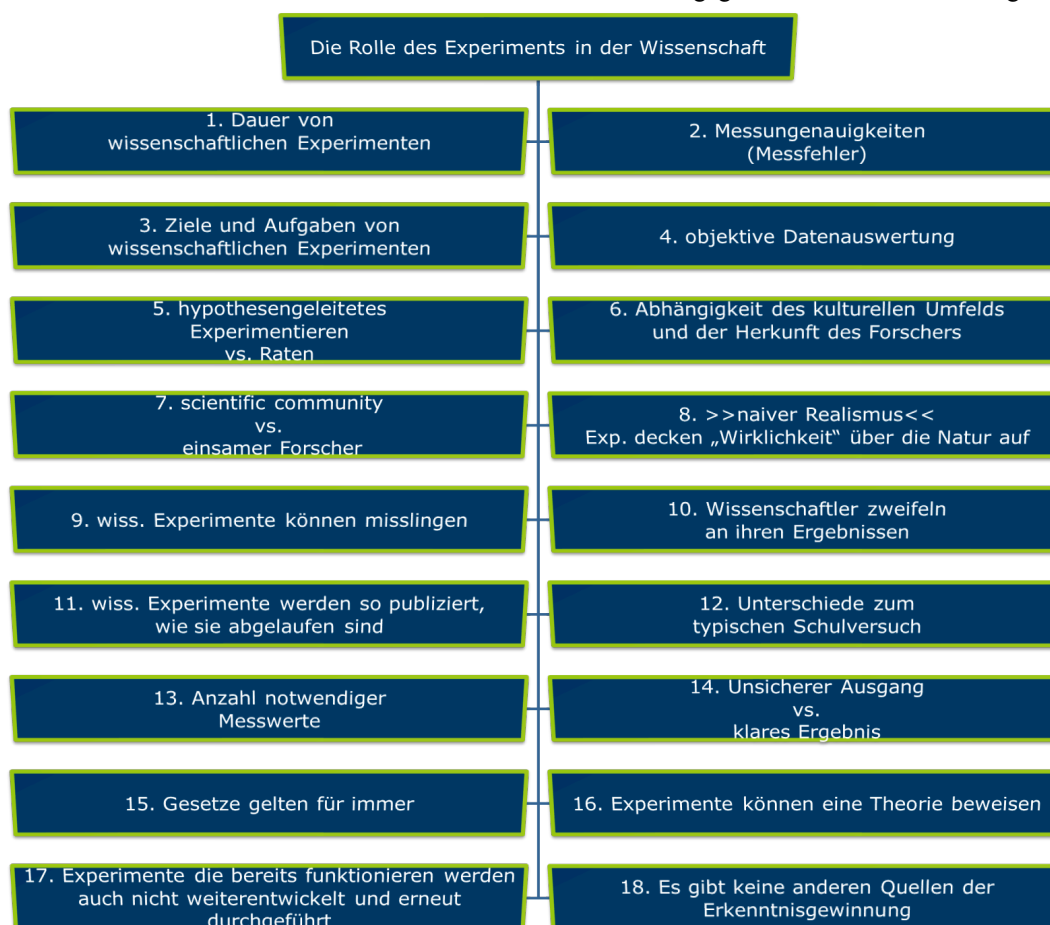 Die Rolle des Experiments in der Wissenschaft
1. Dauer von
wissenschaftlichen Experimenten
2. Messungenauigkeiten
(Messfehler)
3. Ziele und Aufgaben von
wissenschaftlichen Experimenten
4. objektive Datenauswertung
5. hypothesengeleitetes
Experimentieren
vs. Raten
6. Abhängigkeit des kulturellen Umfelds
und der Herkunft des Forschers
7. scientific community
vs.
einsamer Forscher
8. >>naiver Realismus<<
Exp. decken „Wirklichkeit“ über die Natur auf
9. wiss. Experimente können misslingen
10. Wissenschaftler zweifeln
an ihren Ergebnissen
11. wiss. Experimente werden so publiziert,
wie sie abgelaufen sind
12. Unterschiede zum
typischen Schulversuch
13. Anzahl notwendiger
Messwerte
14. Unsicherer Ausgang
vs.
klares Ergebnis
15. Gesetze gelten für immer
16. Experimente können eine Theorie beweisen
17. Experimente die bereits funktionieren werden
auch nicht weiterentwickelt und erneut
durchgeführt
18. Es gibt keine anderen Quellen der
Erkenntnisgewinnung